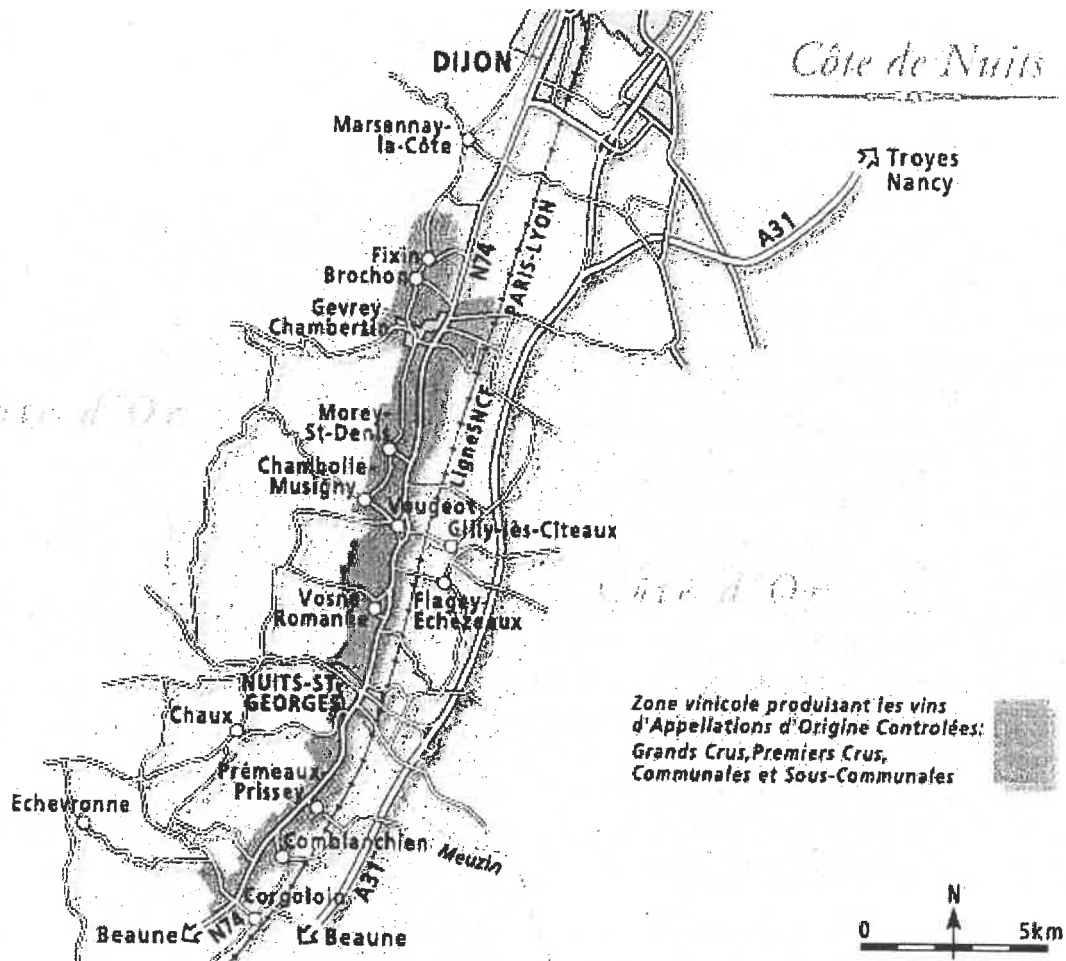 Côte de Nuits
DIJON
Marsannay-
la-Côte
Troyes
Nancy
A31
N74
PARIS-LYON
Fixin
Brochon
Gevrey
Chambertin
Côte d'Or
Morey-
St-Denis
LigneSNCF
Chambolle-
Musigny
Vougeot
Gilly-lès-Cîteaux
Côte d'Or
Vosne
Romanée
Flagey-
Echezeaux
NUITS-ST-
GEORGES
Chaux
Zone vinicole produisant les vins
d'Appellations d'Origine Controlées:
Grands Crus,Premiers Crus,
Communales et Sous-Communales
Prémeaux-
Prissey
Echevronne
Comblanchien
Meuzin
A31
Corgoloin
N74
Beaune
Beaune
N
0 5km